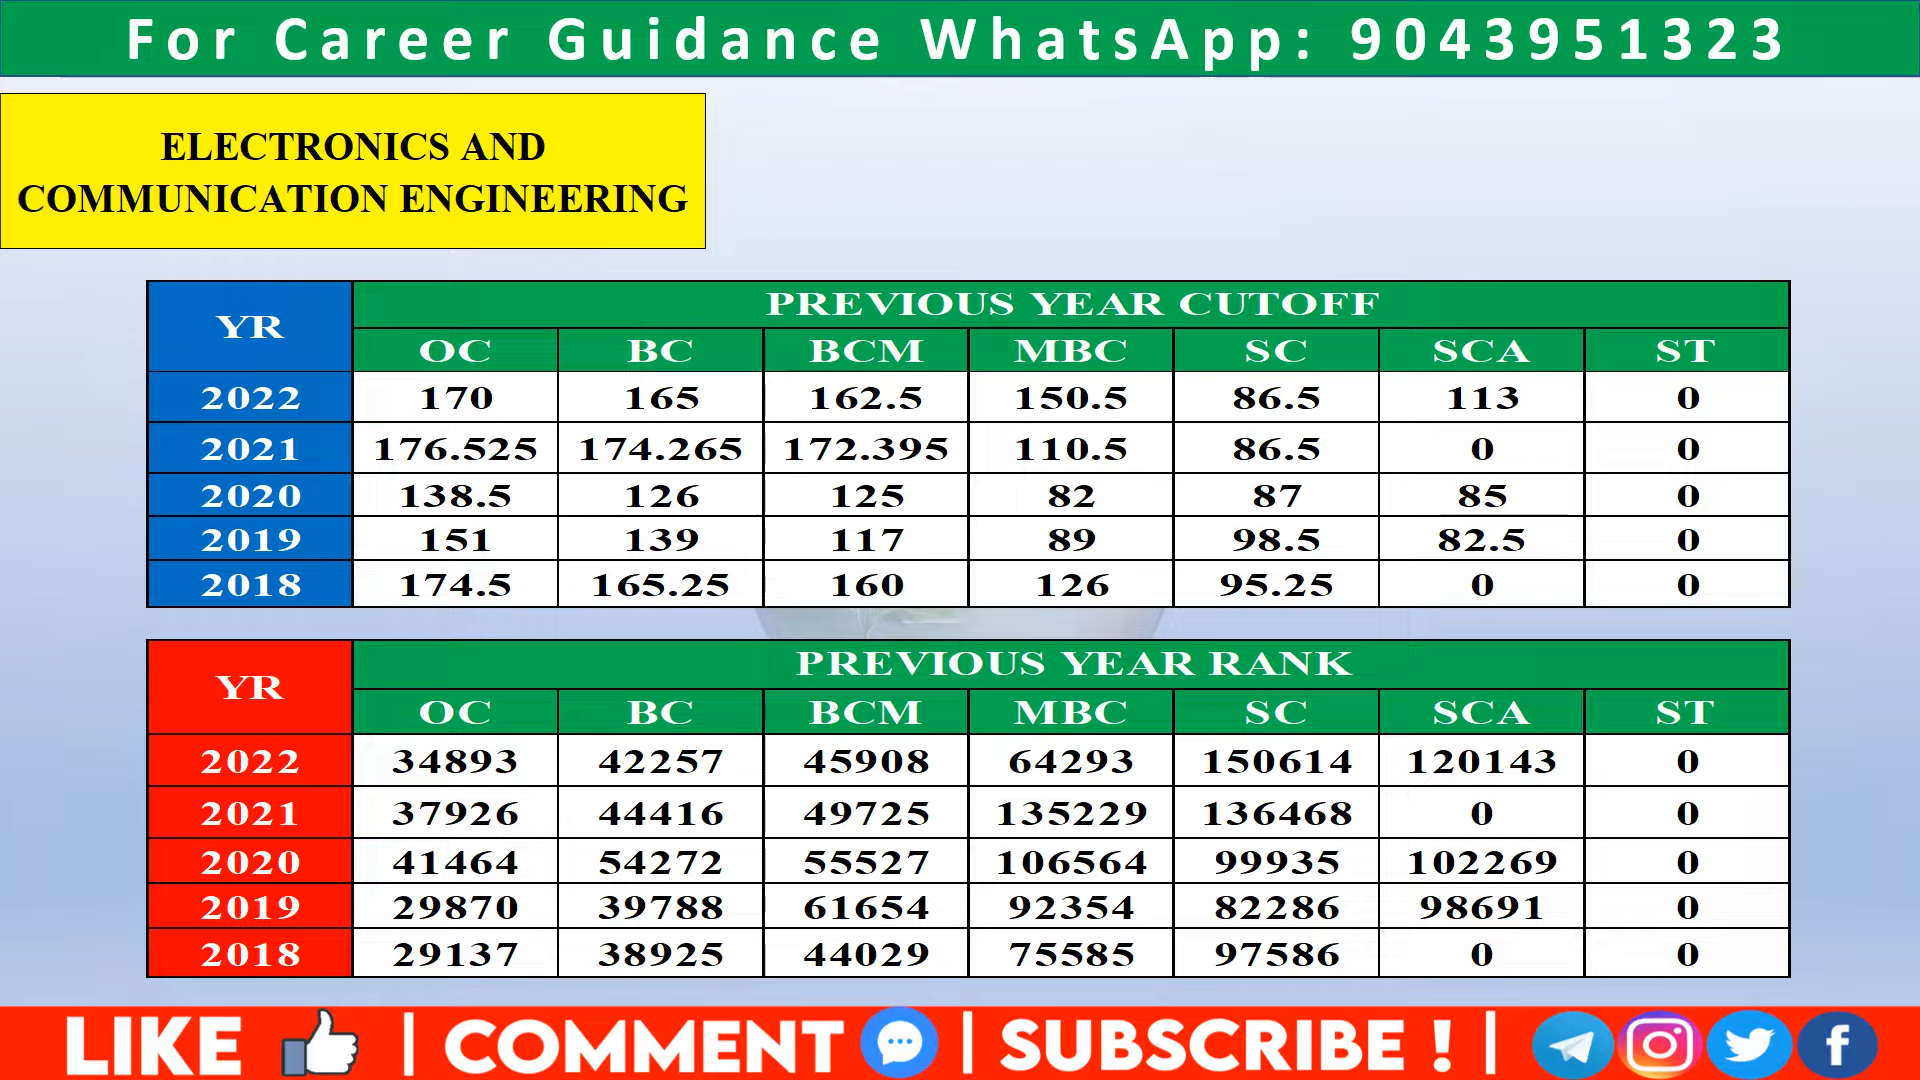 For Career Guidance WhatsApp: 9043951323
ELECTRONICS AND
COMMUNICATION ENGINEERING
YR PREVIOUS YEAR CUTOFF
OC BC BCM MBC SC SCA ST
2022 170 165 162.5 150.5 86.5 113 0
2021 176.525 174.265 172.395 110.5 86.5 0 0
2020 138.5 126 125 82 87 85 0
2019 151 139 117 89 98.5 82.5 0
2018 174.5 165.25 160 126 95.25 0 0
YR PREVIOUS YEAR RANK
OC BC BCM MBC SC SCA ST
2022 34893 42257 45908 64293 150614 120143 0
2021 37926 44416 49725 135229 136468 0 0
2020 41464 54272 55527 106564 99935 102269 0
2019 29870 39788 61654 92354 82286 98691 0
2018 29137 38925 44029 75585 97586 0 0
LIKE | COMMENT | SUBSCRIBE ! |